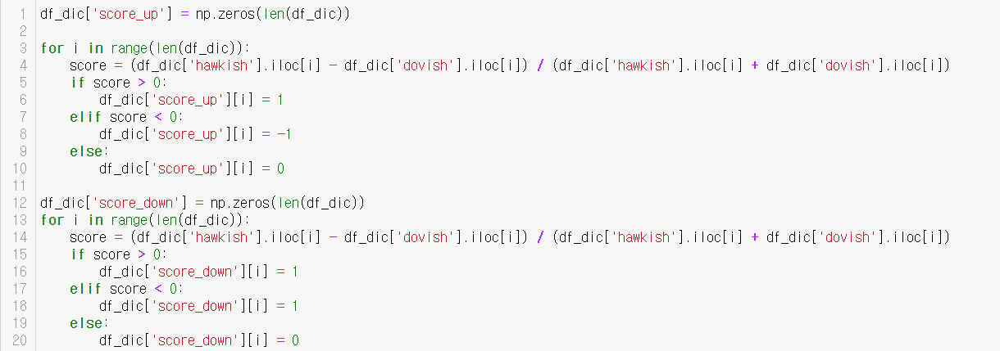 1 df_dic['score_up'] = np.zeros(len(df_dic))
2
3 for i in range(len(df_dic)):
4     score = (df_dic['hawkish'].iloc[i] - df_dic['dovish'].iloc[i]) / (df_dic['hawkish'].iloc[i] + df_dic['dovish'].iloc[i])
5     if score > 0:
6         df_dic['score_up'][i] = 1
7     elif score < 0:
8         df_dic['score_up'][i] = -1
9     else:
10         df_dic['score_up'][i] = 0
11
12 df_dic['score_down'] = np.zeros(len(df_dic))
13 for i in range(len(df_dic)):
14     score = (df_dic['hawkish'].iloc[i] - df_dic['dovish'].iloc[i]) / (df_dic['hawkish'].iloc[i] + df_dic['dovish'].iloc[i])
15     if score > 0:
16         df_dic['score_down'][i] = 1
17     elif score < 0:
18         df_dic['score_down'][i] = 1
19     else:
20         df_dic['score_down'][i] = 0